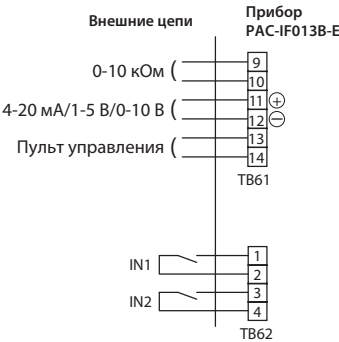 Внешние цепи
Прибор
PAC-IF013B-E
0-10 кОм (
9
10
4-20 мА/1-5 В/0-10 В (
11 +
12 −
Пульт управления (
13
14
TB61
IN1
1
2
IN2
3
4
TB62